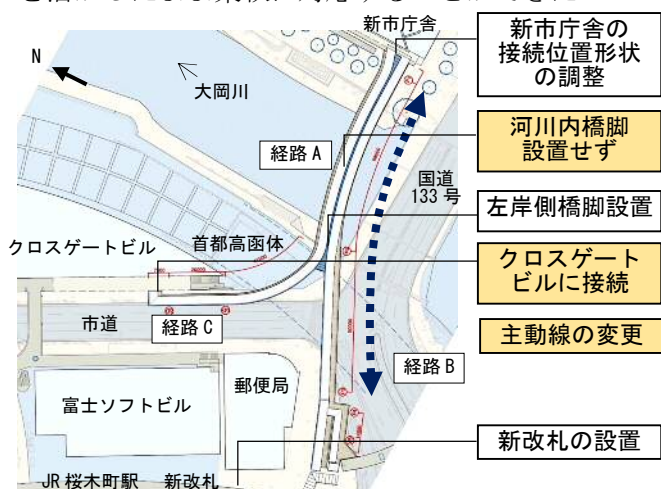 新市庁舎
N
大岡川
経路 A
国道
133 号
クロスゲートビル
首都高函体
市道
経路 C
経路 B
郵便局
富士ソフトビル
JR 桜木町駅
新改札
新市庁舎の
接続位置形状
の調整
河川内橋脚
設置せず
左岸側橋脚設置
クロスゲート
ビルに接続
主動線の変更
新改札の設置